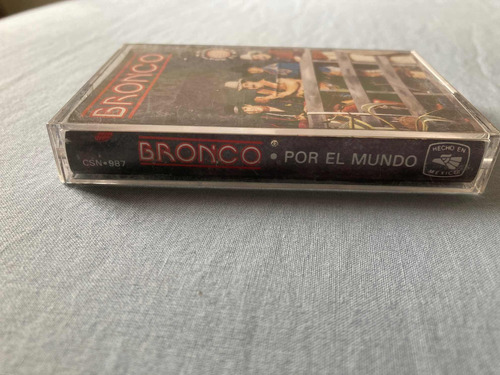 BRONCO
CSN•987
BRONCO • POR EL MUNDO
HECHO EN
MEXICO